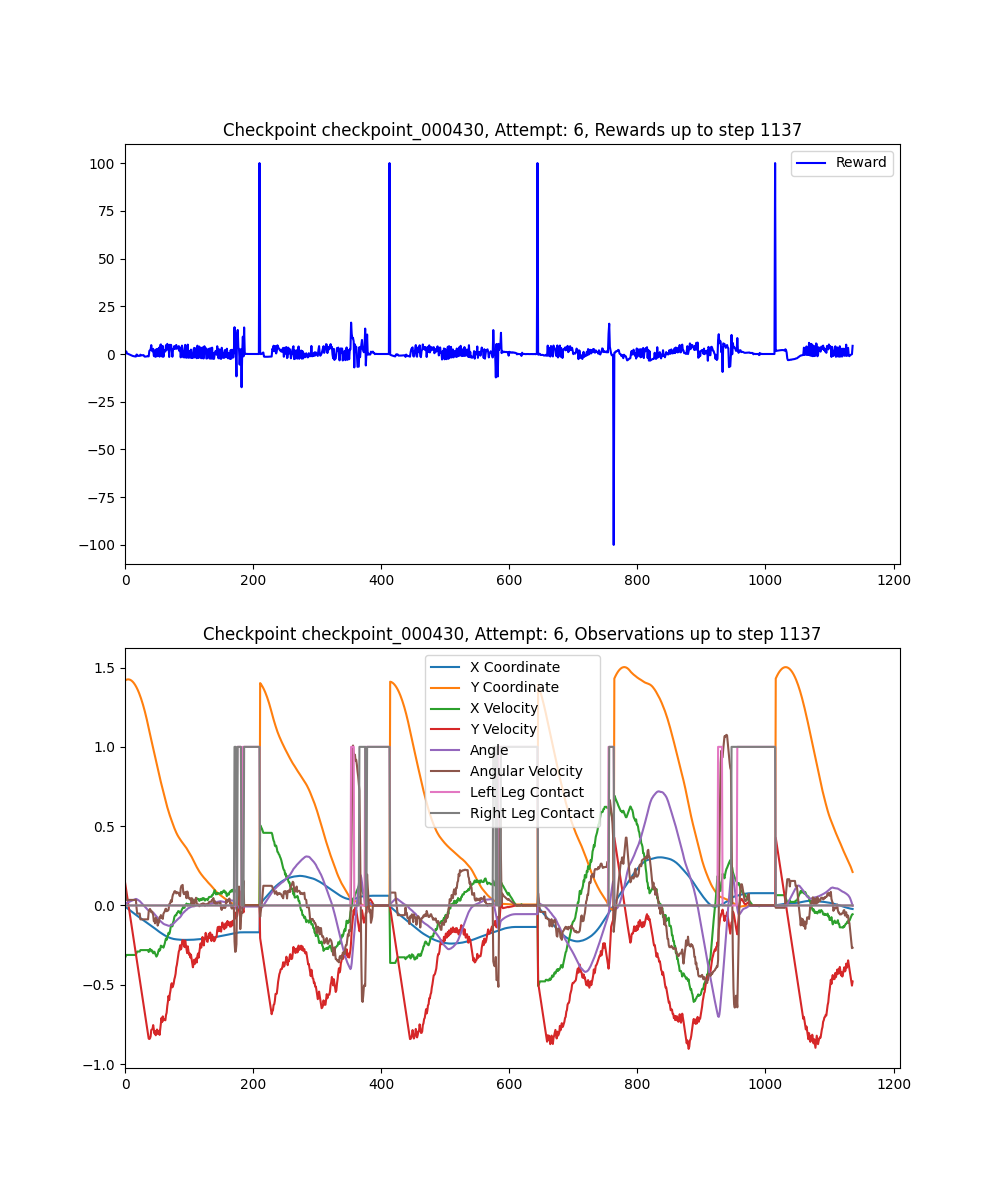 Checkpoint checkpoint_000430, Attempt: 6, Rewards up to step 1137
Reward
100
75
50
25
0
−25
−50
−75
−100
0 200 400 600 800 1000 1200
Checkpoint checkpoint_000430, Attempt: 6, Observations up to step 1137
X Coordinate
Y Coordinate
X Velocity
Y Velocity
Angle
Angular Velocity
Left Leg Contact
Right Leg Contact
1.5
1.0
0.5
0.0
−0.5
−1.0
0 200 400 600 800 1000 1200